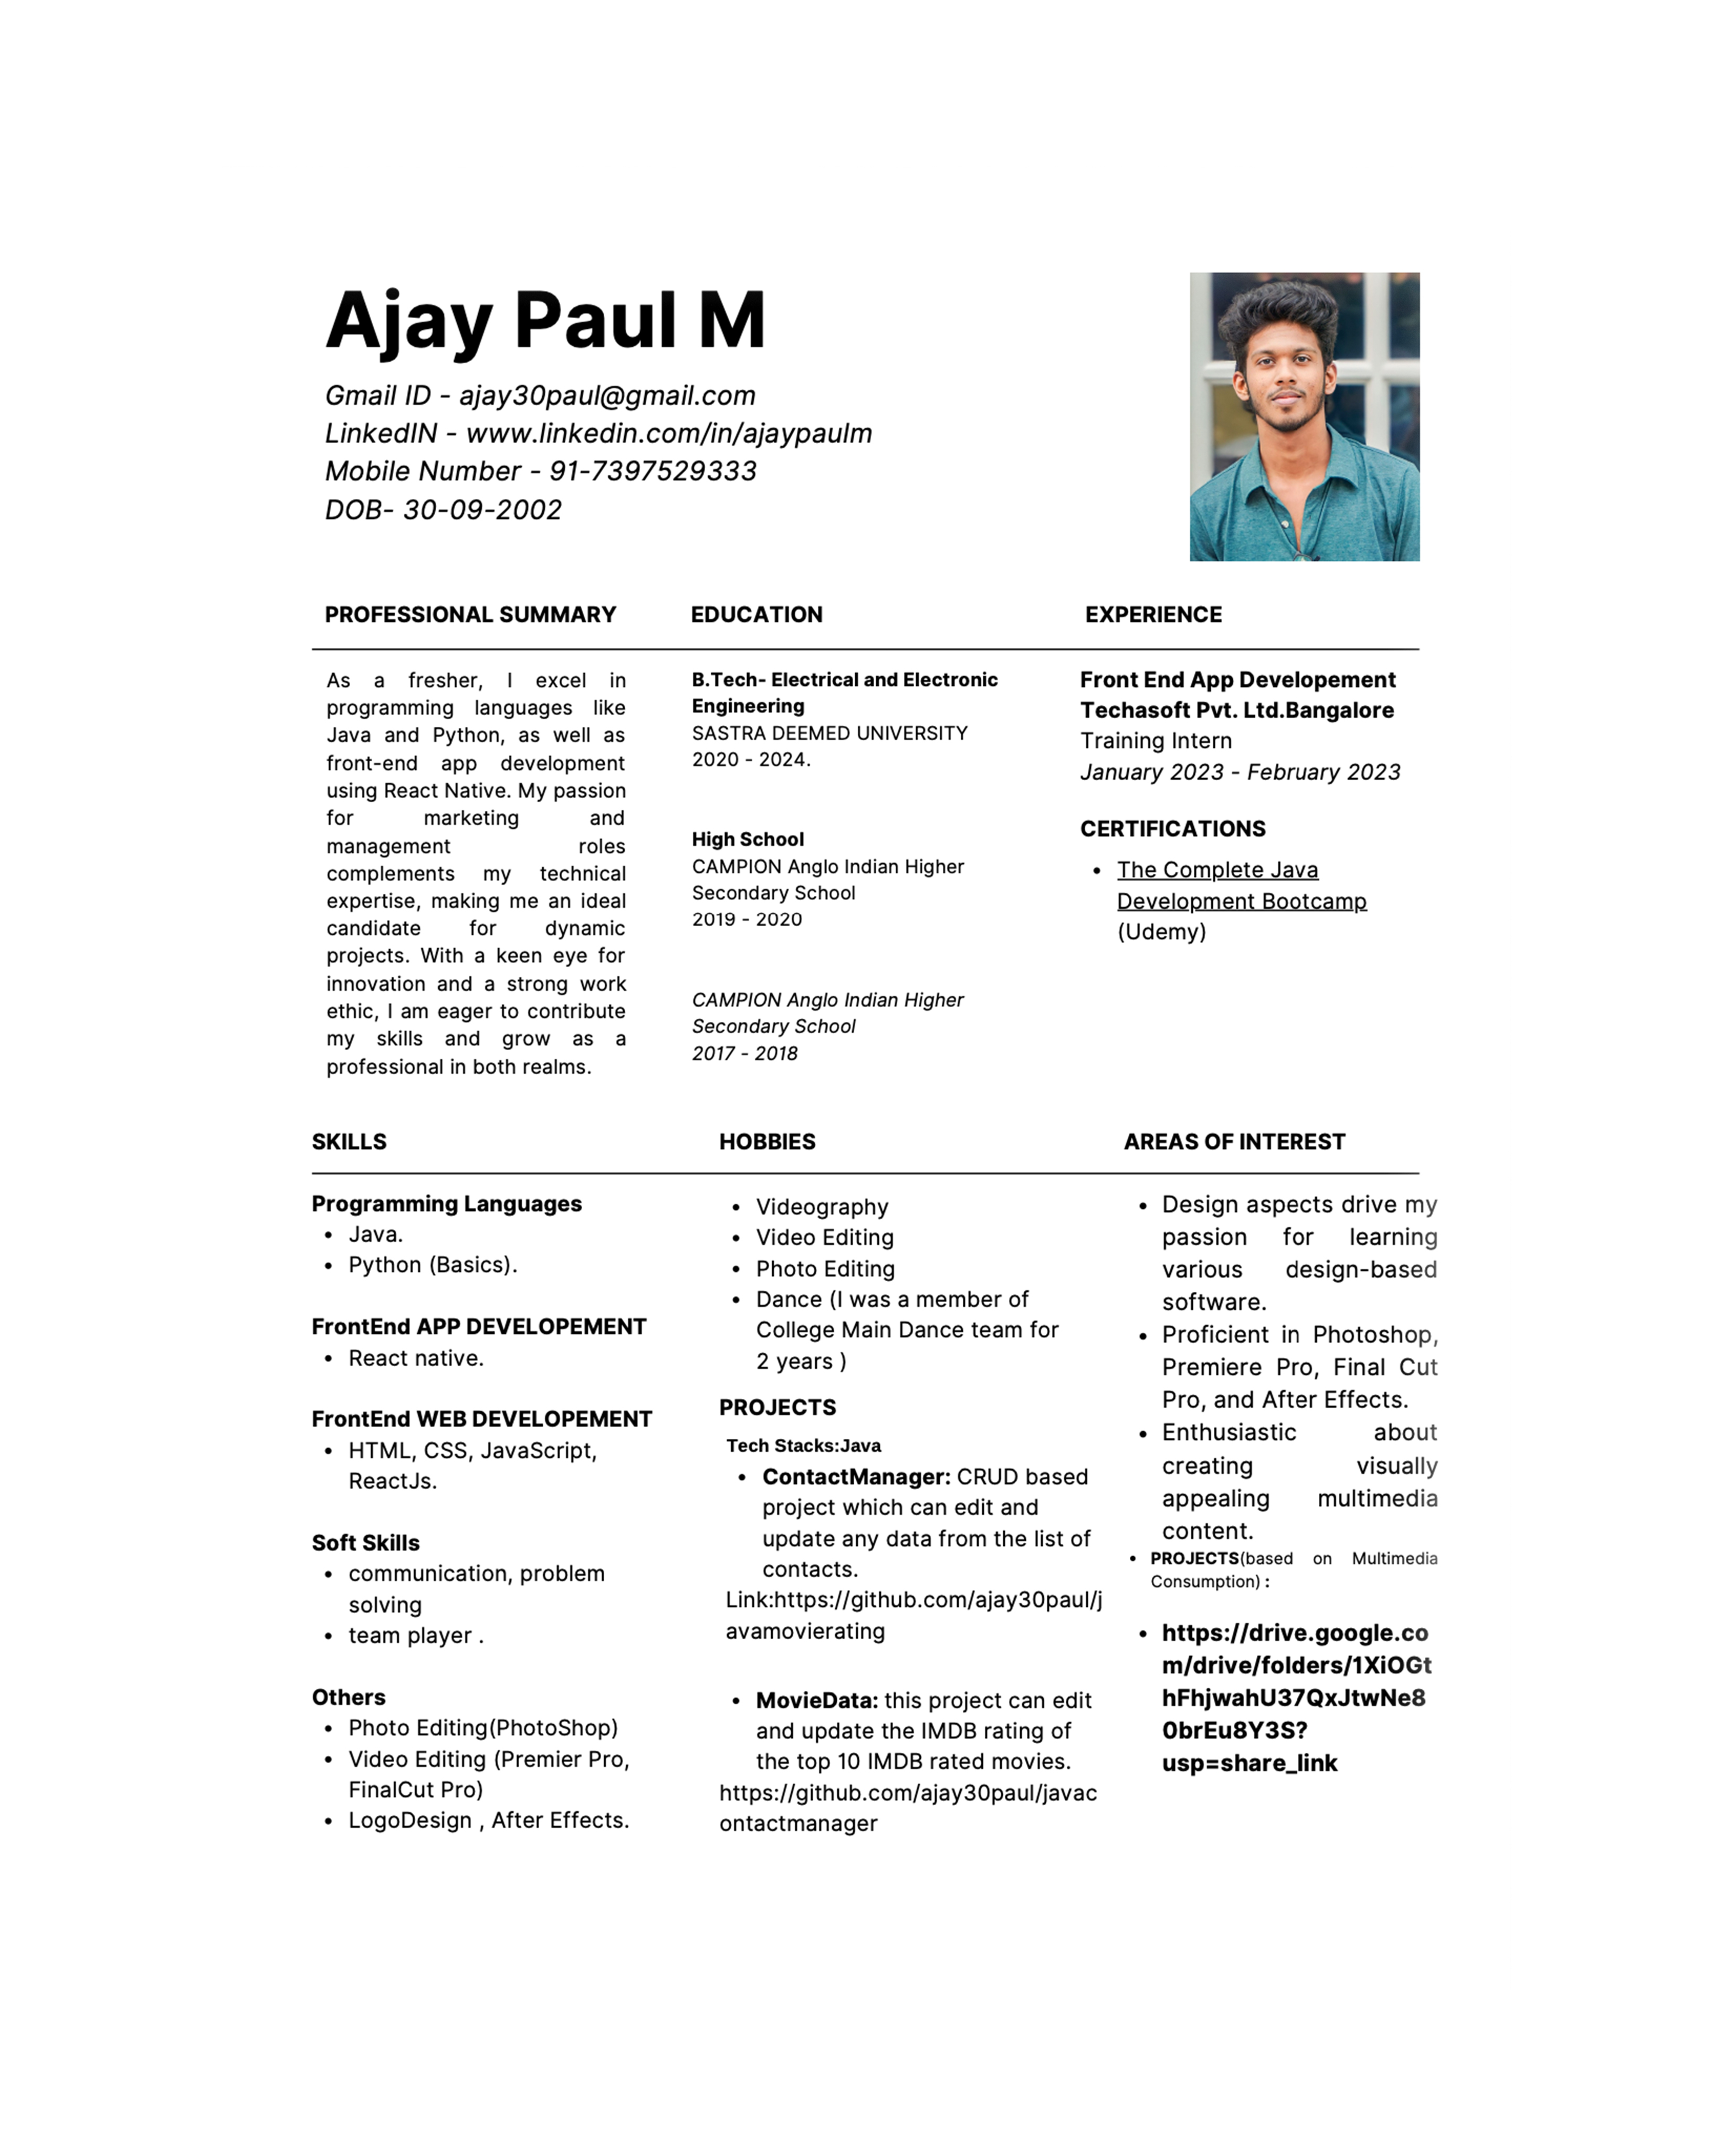 Ajay Paul M
Gmail ID - ajay30paul@gmail.com
LinkedIN - www.linkedin.com/in/ajaypaulm
Mobile Number - 91-7397529333
DOB- 30-09-2002
PROFESSIONAL SUMMARY
As a fresher, I excel in
programming languages like
Java and Python, as well as
front-end app development
using React Native. My passion
for marketing and
management roles
complements my technical
expertise, making me an ideal
candidate for dynamic
projects. With a keen eye for
innovation and a strong work
ethic, I am eager to contribute
my skills and grow as a
professional in both realms.
EDUCATION
B.Tech- Electrical and Electronic
Engineering
SASTRA DEEMED UNIVERSITY
2020 - 2024.
High School
CAMPION Anglo Indian Higher
Secondary School
2019 - 2020
CAMPION Anglo Indian Higher
Secondary School
2017 - 2018
EXPERIENCE
Front End App Developement
Techasoft Pvt. Ltd.Bangalore
Training Intern
January 2023 - February 2023
CERTIFICATIONS
• The Complete Java
Development Bootcamp
(Udemy)
SKILLS
Programming Languages
• Java.
• Python (Basics).
FrontEnd APP DEVELOPEMENT
• React native.
FrontEnd WEB DEVELOPEMENT
• HTML, CSS, JavaScript,
ReactJs.
Soft Skills
• communication, problem
solving
• team player .
Others
• Photo Editing(PhotoShop)
• Video Editing (Premier Pro,
FinalCut Pro)
• LogoDesign , After Effects.
HOBBIES
• Videography
• Video Editing
• Photo Editing
• Dance (I was a member of
College Main Dance team for
2 years )
PROJECTS
Tech Stacks:Java
• ContactManager: CRUD based
project which can edit and
update any data from the list of
contacts.
Link:https://github.com/ajay30paul/j
avamovierating
• MovieData: this project can edit
and update the IMDB rating of
the top 10 IMDB rated movies.
https://github.com/ajay30paul/javac
ontactmanager
AREAS OF INTEREST
• Design aspects drive my
passion for learning
various design-based
software.
• Proficient in Photoshop,
Premiere Pro, Final Cut
Pro, and After Effects.
• Enthusiastic about
creating visually
appealing multimedia
content.
• PROJECTS(based on Multimedia
Consumption) :
• https://drive.google.co
m/drive/folders/1XiOGt
hFhjwahU37QxJtwNe8
0brEu8Y3S?
usp=share_link